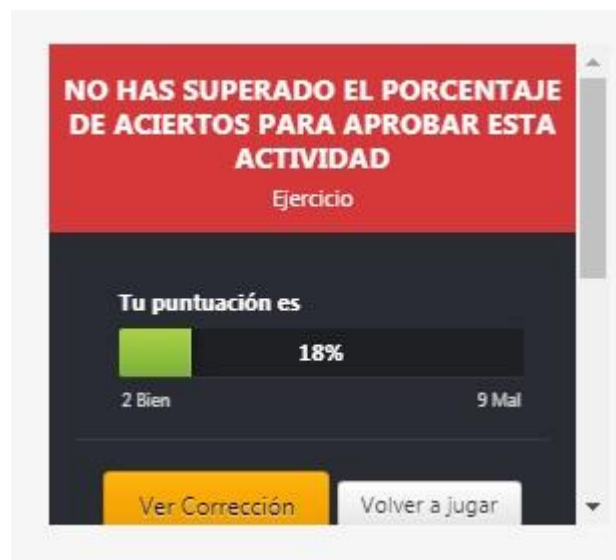 NO HAS SUPERADO EL PORCENTAJE
DE ACIERTOS PARA APROBAR ESTA
ACTIVIDAD
Ejercicio
Tu puntuación es
18%
2 Bien 9 Mal
Ver Corrección Volver a jugar